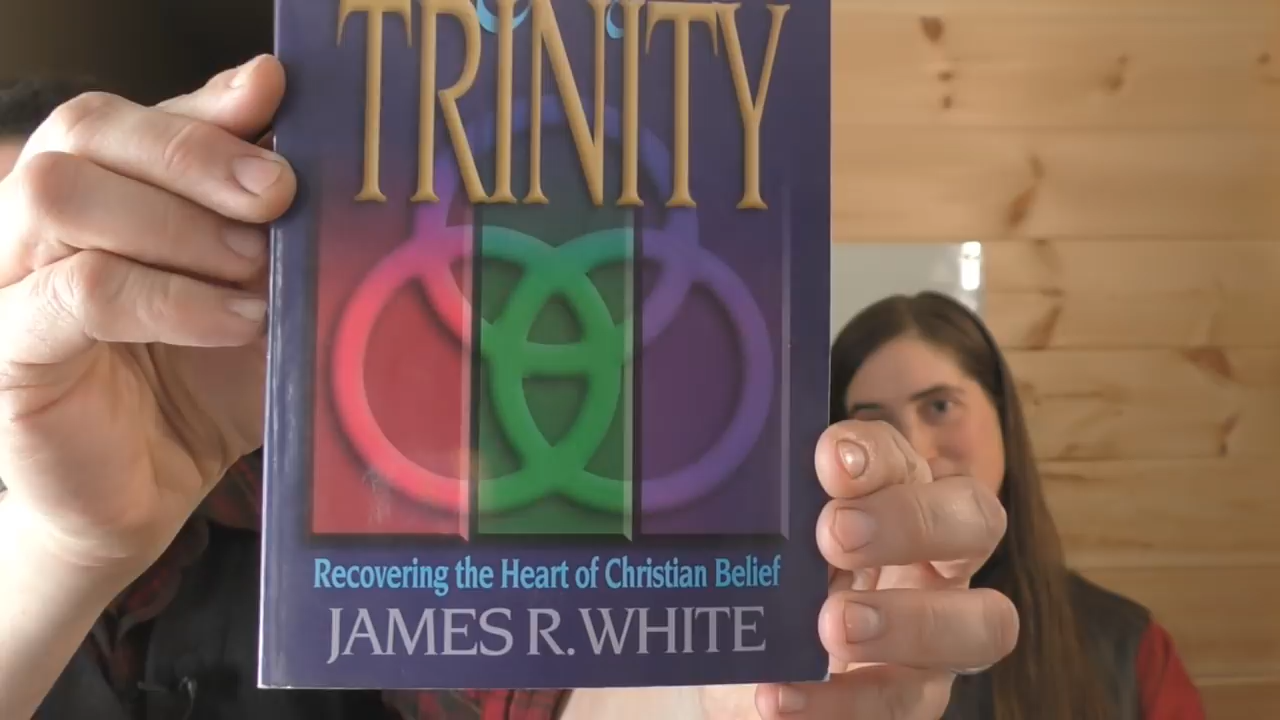 TRINITY
Recovering the Heart of Christian Belief
JAMES R. WHITE